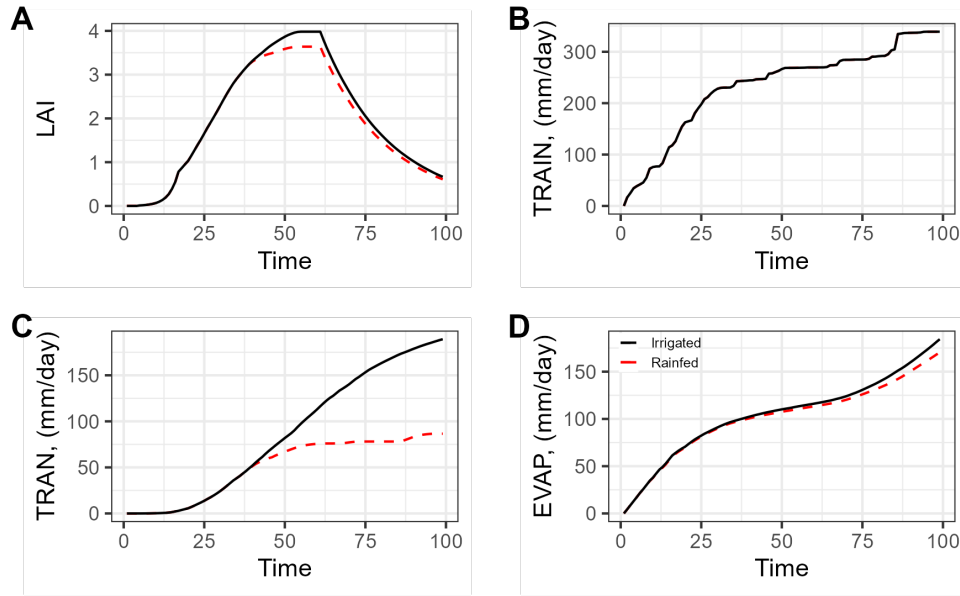 A
LAI
4
3
2
1
0
0 25 50 75 100
Time
B
TRAIN, (mm/day)
300
200
100
0
0 25 50 75 100
Time
C
TRAN, (mm/day)
150
100
50
0
0 25 50 75 100
Time
D
EVAP, (mm/day)
150
100
50
0
Irrigated
Rainfed
0 25 50 75 100
Time